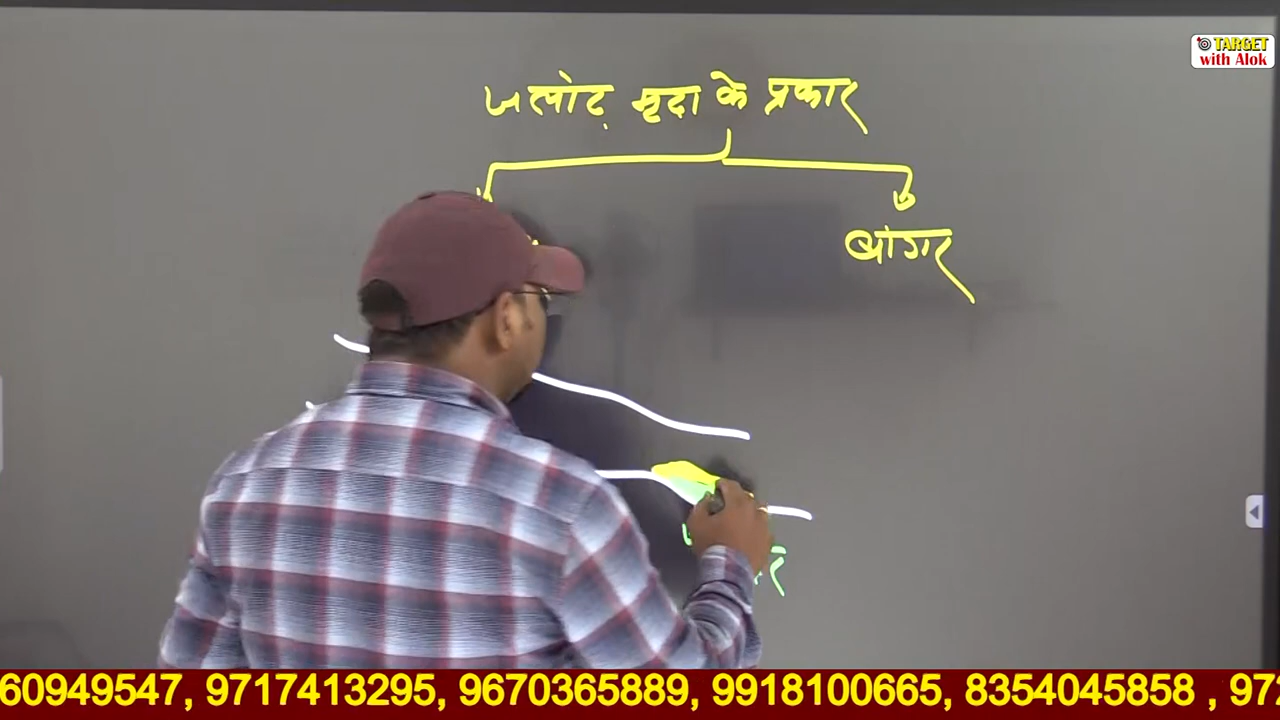 TARGET
with Alok
जलोढ़ मृदा के प्रकार
बांगर
60949547, 9717413295, 9670365889, 9918100665, 8354045858 , 97